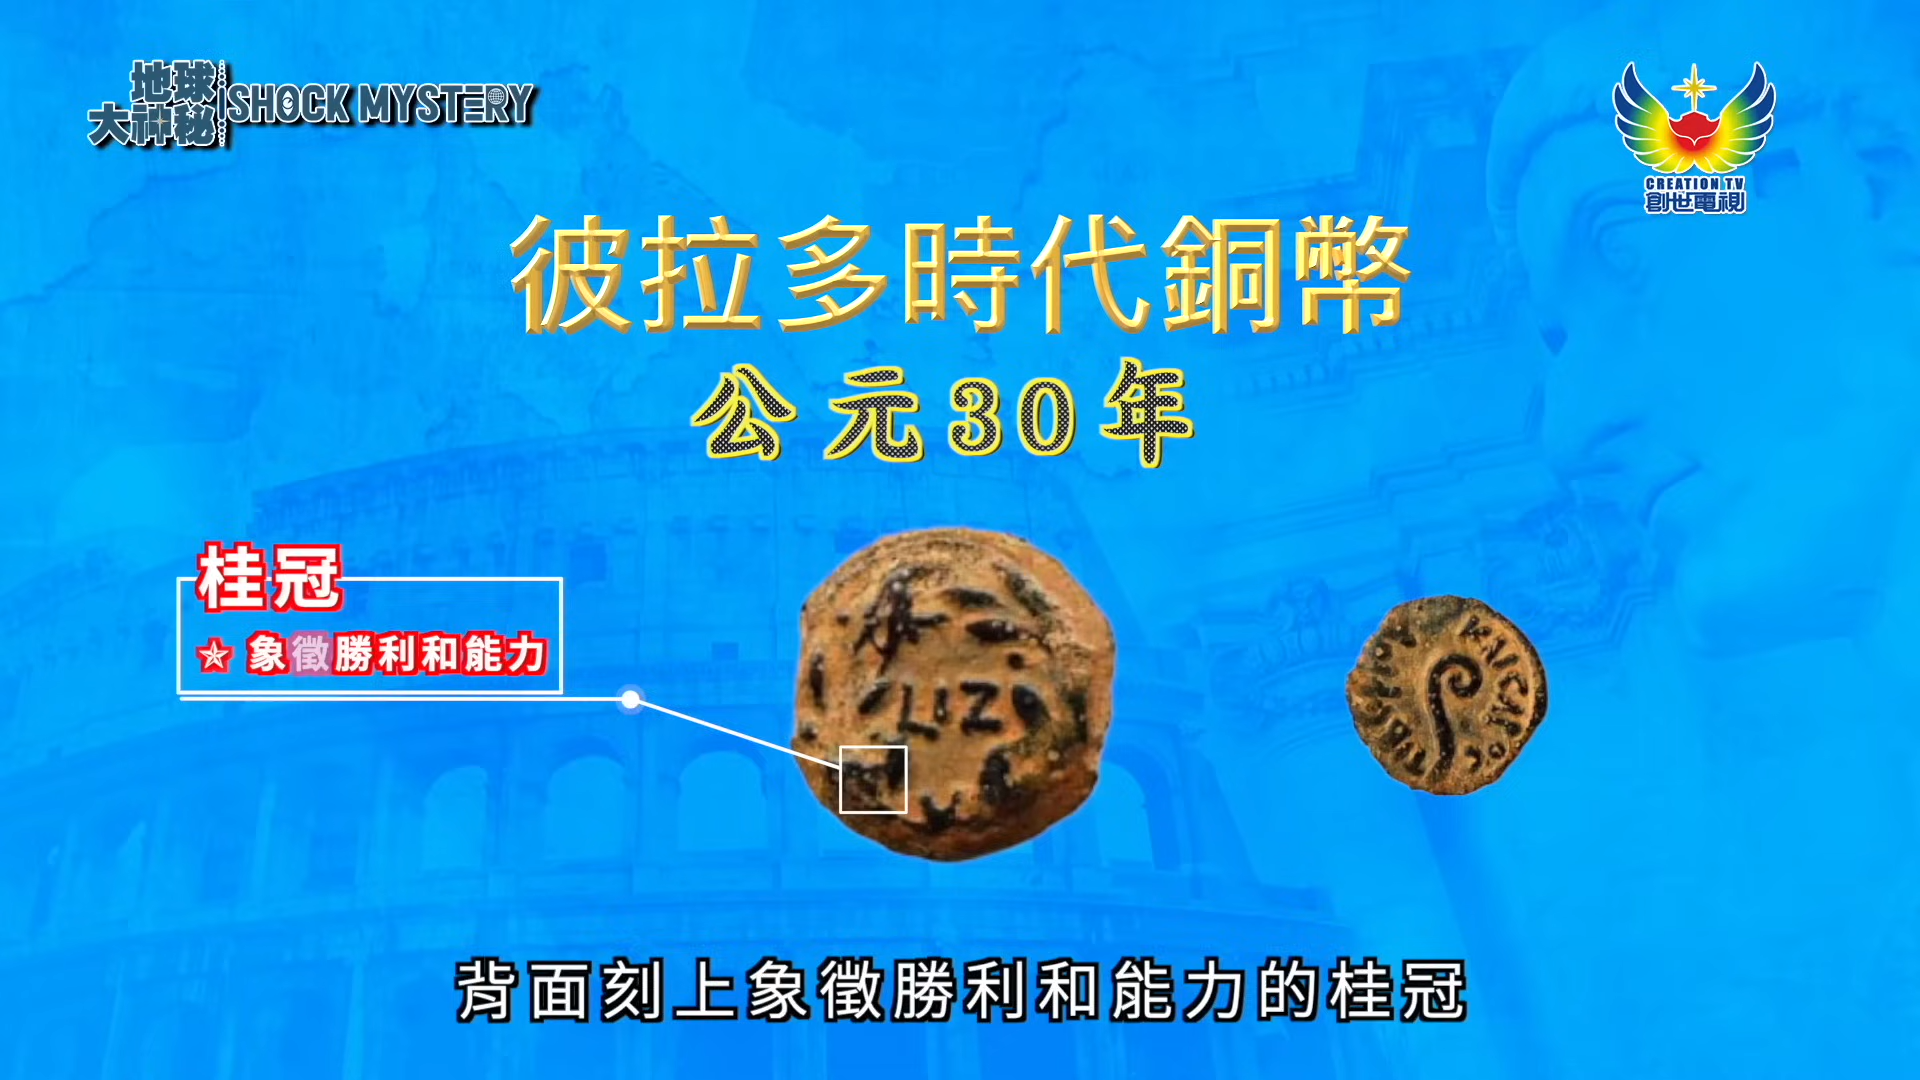 地球
大神秘
SHOCK MYSTERY
CREATION TV
創世電視
彼拉多時代銅幣
公元30年
桂冠
象徵勝利和能力
LIZ
背面刻上象徵勝利和能力的桂冠